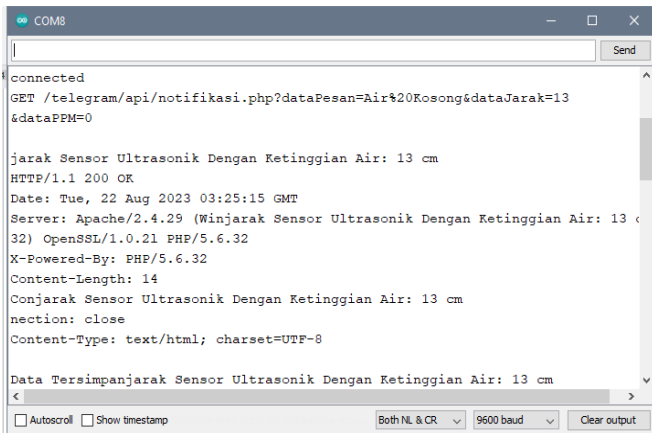 COM8
Send
connected
GET /telegram/api/notifikasi.php?dataPesan=Air%20Kosong&dataJarak=13
&dataPPM=0
jarak Sensor Ultrasonik Dengan Ketinggian Air: 13 cm
HTTP/1.1 200 OK
Date: Tue, 22 Aug 2023 03:25:15 GMT
Server: Apache/2.4.29 (Winjarak Sensor Ultrasonik Dengan Ketinggian Air: 13 c
32) OpenSSL/1.0.2l PHP/5.6.32
X-Powered-By: PHP/5.6.32
Content-Length: 14
Conjarak Sensor Ultrasonik Dengan Ketinggian Air: 13 cm
nection: close
Content-Type: text/html; charset=UTF-8
Data Tersimpanjarak Sensor Ultrasonik Dengan Ketinggian Air: 13 cm
Autoscroll Show timestamp Both NL & CR 9600 baud Clear output